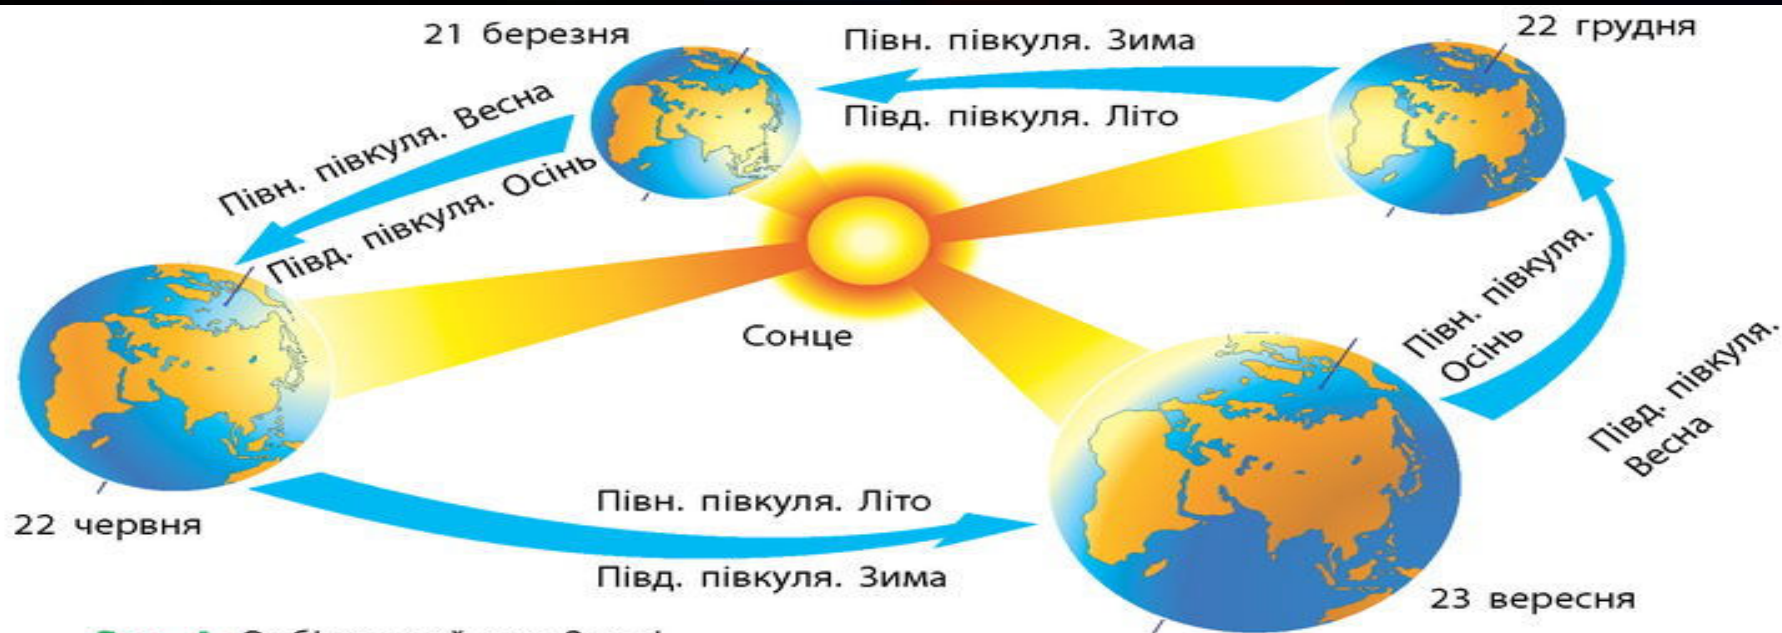 21 березня
Півн. півкуля. Зима
22 грудня
Півд. півкуля. Літо
Півн. півкуля. Весна
Півд. півкуля. Осінь
Сонце
Півн. півкуля.
Осінь
Півд. півкуля.
Весна
22 червня
Півн. півкуля. Літо
Півд. півкуля. Зима
23 вересня